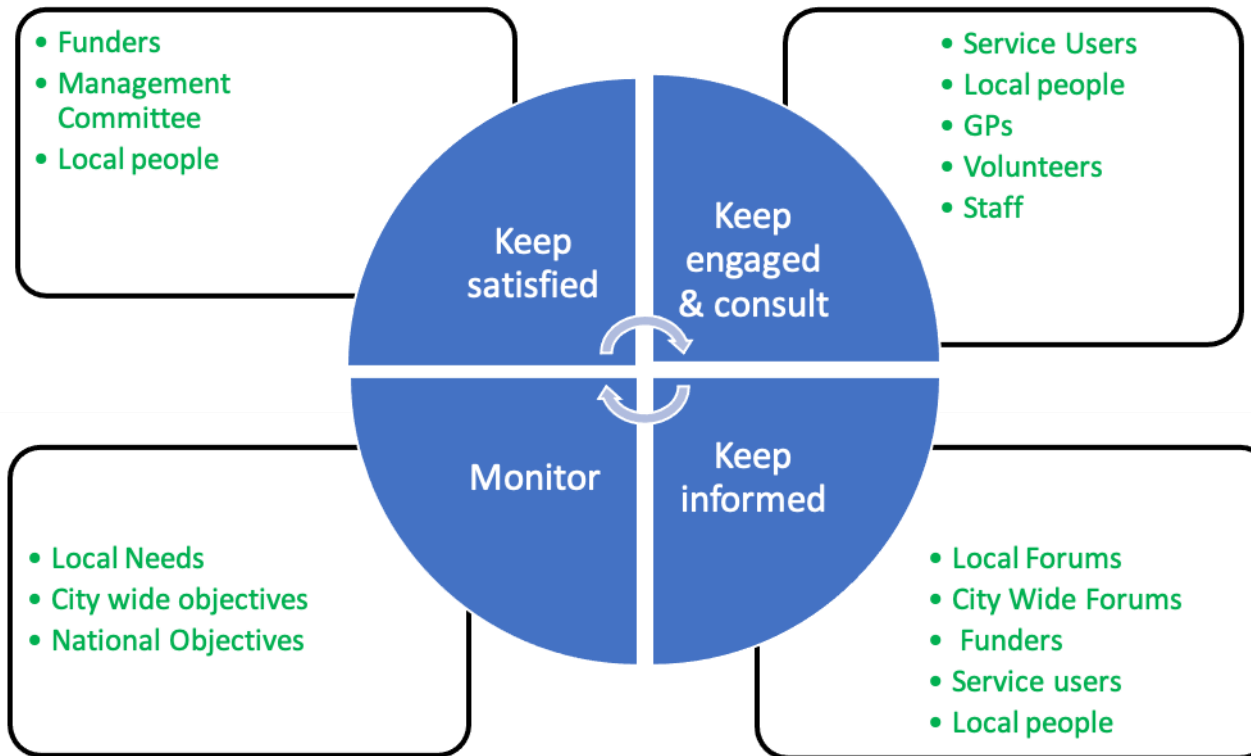 • Funders
• Management
Committee
• Local people
• Service Users
• Local people
• GPs
• Volunteers
• Staff
Keep
satisfied
Keep
engaged
& consult
Monitor
Keep
informed
• Local Needs
• City wide objectives
• National Objectives
• Local Forums
• City Wide Forums
• Funders
• Service users
• Local people